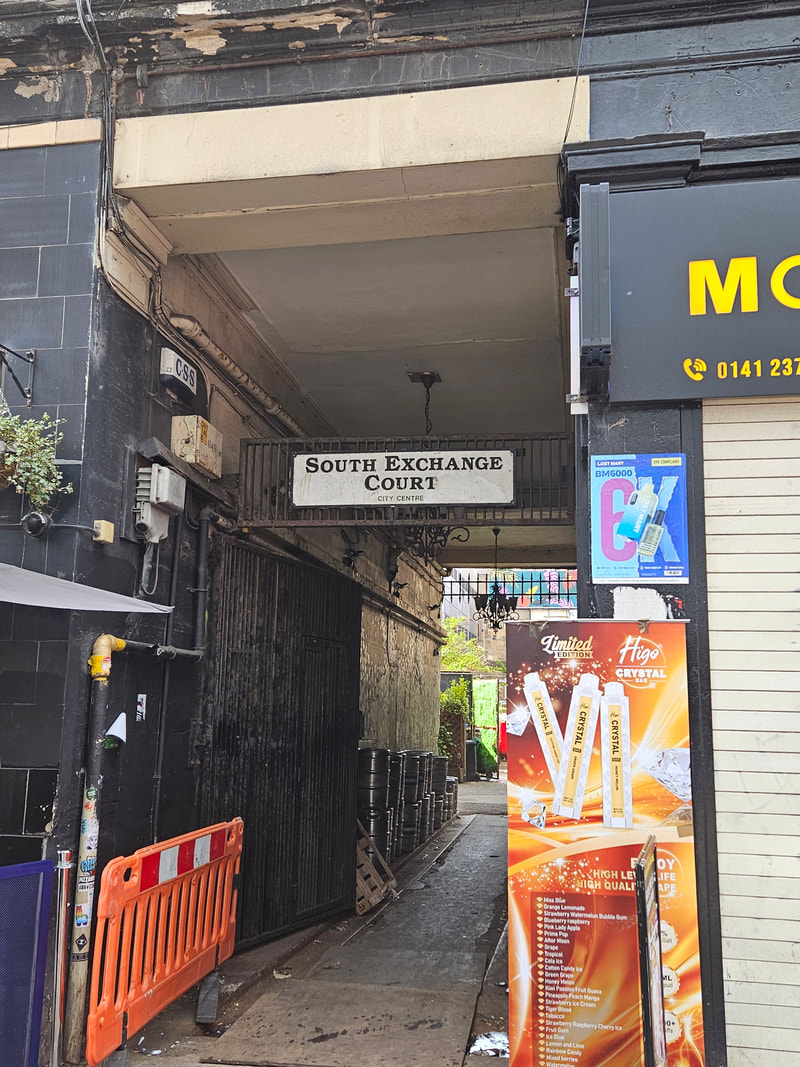 MO
0141 237
CSS
SOUTH EXCHANGE
COURT
CITY CENTRE
LOST MARY
BM6000
6K
Limited
EDITION
Higo
CRYSTAL
BAR
CRYSTAL
CRYSTAL
CRYSTAL
HIGH
HIGH QUAL
Miss Blue
Orange Lemonade
Strawberry Watermelon Bubble Gum
Blueberry raspberry
Pink Lady Apple
Prime Pop
After Moon
Grape
Tropical
Cola Ice
Cotton Candy Ice
Green Grape
Honey Melon
Kiwi Passion Fruit Guava
Pineapple Peach Mango
Strawberry Ice Cream
Tiger Blood
Tobacco
Strawberry Raspberry Cherry Ice
Fruit Gum
Ice Blue
Lemon and Lime
Rainbow Candy
Mixed berries
Watermelon